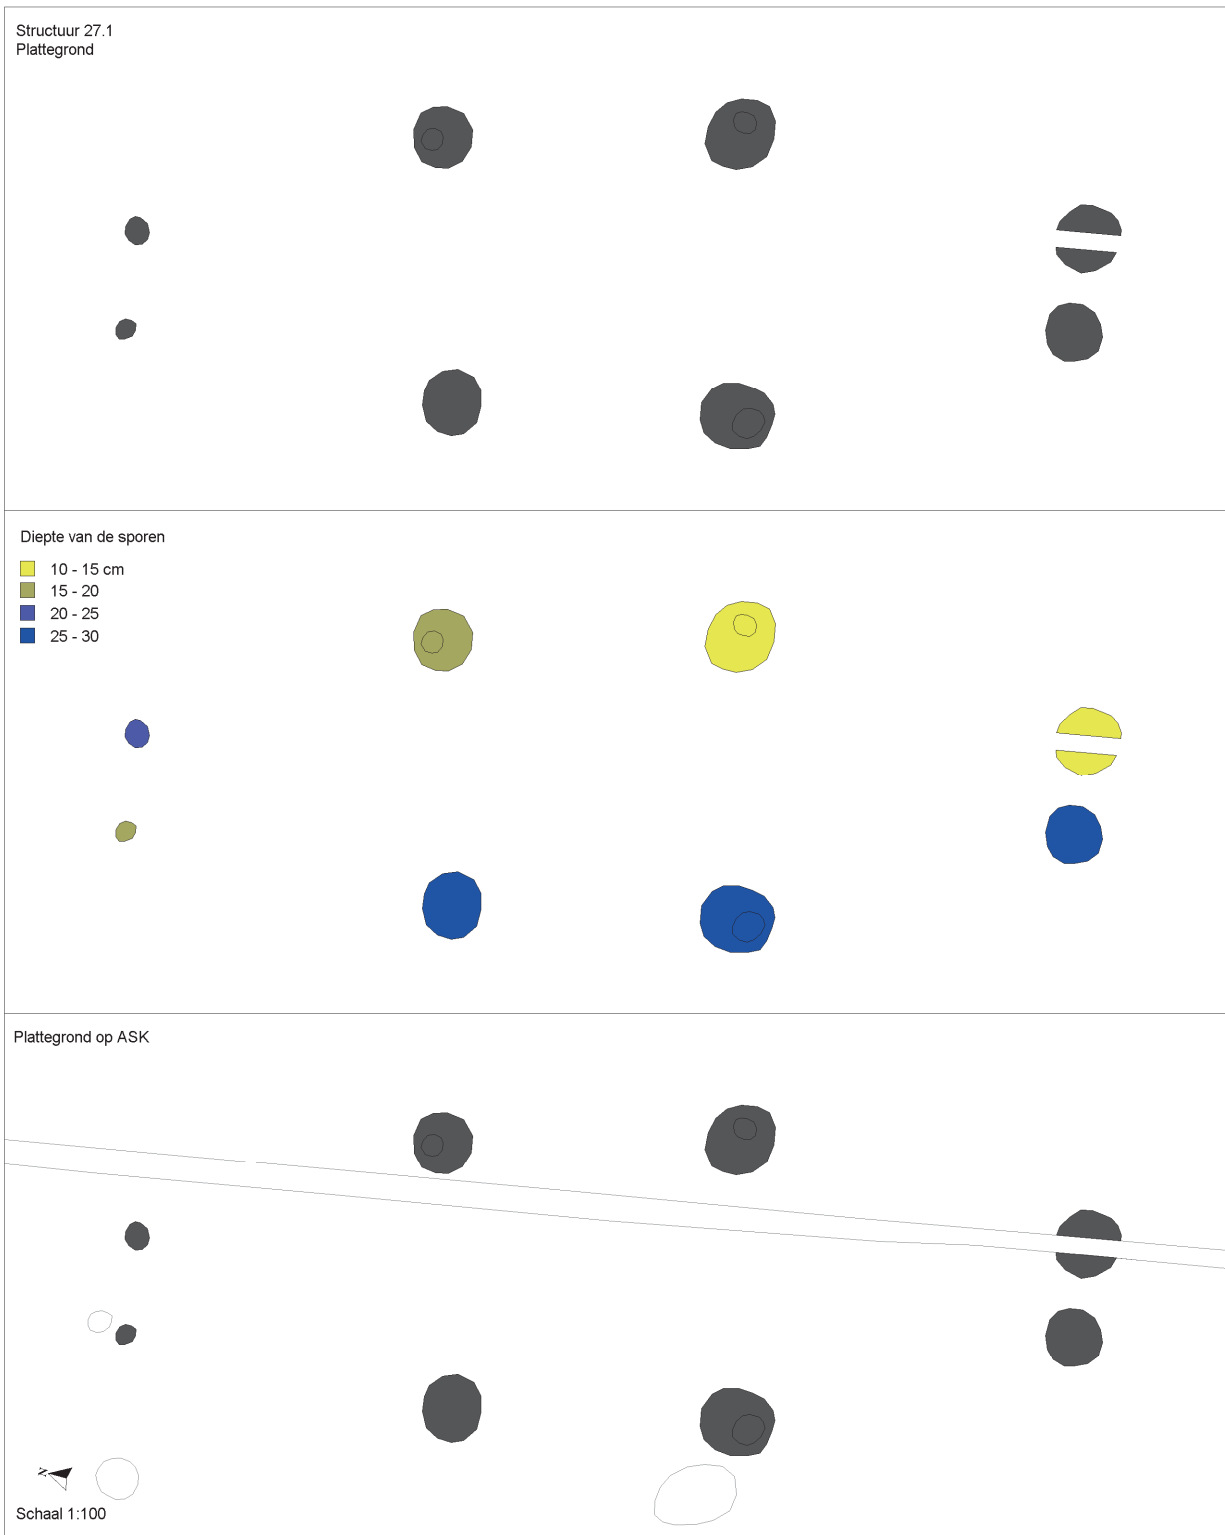 Structuur 27.1
Plattegrond
Diepte van de sporen
10 - 15 cm
15 - 20
20 - 25
25 - 30
Plattegrond op ASK
N
Schaal 1:100